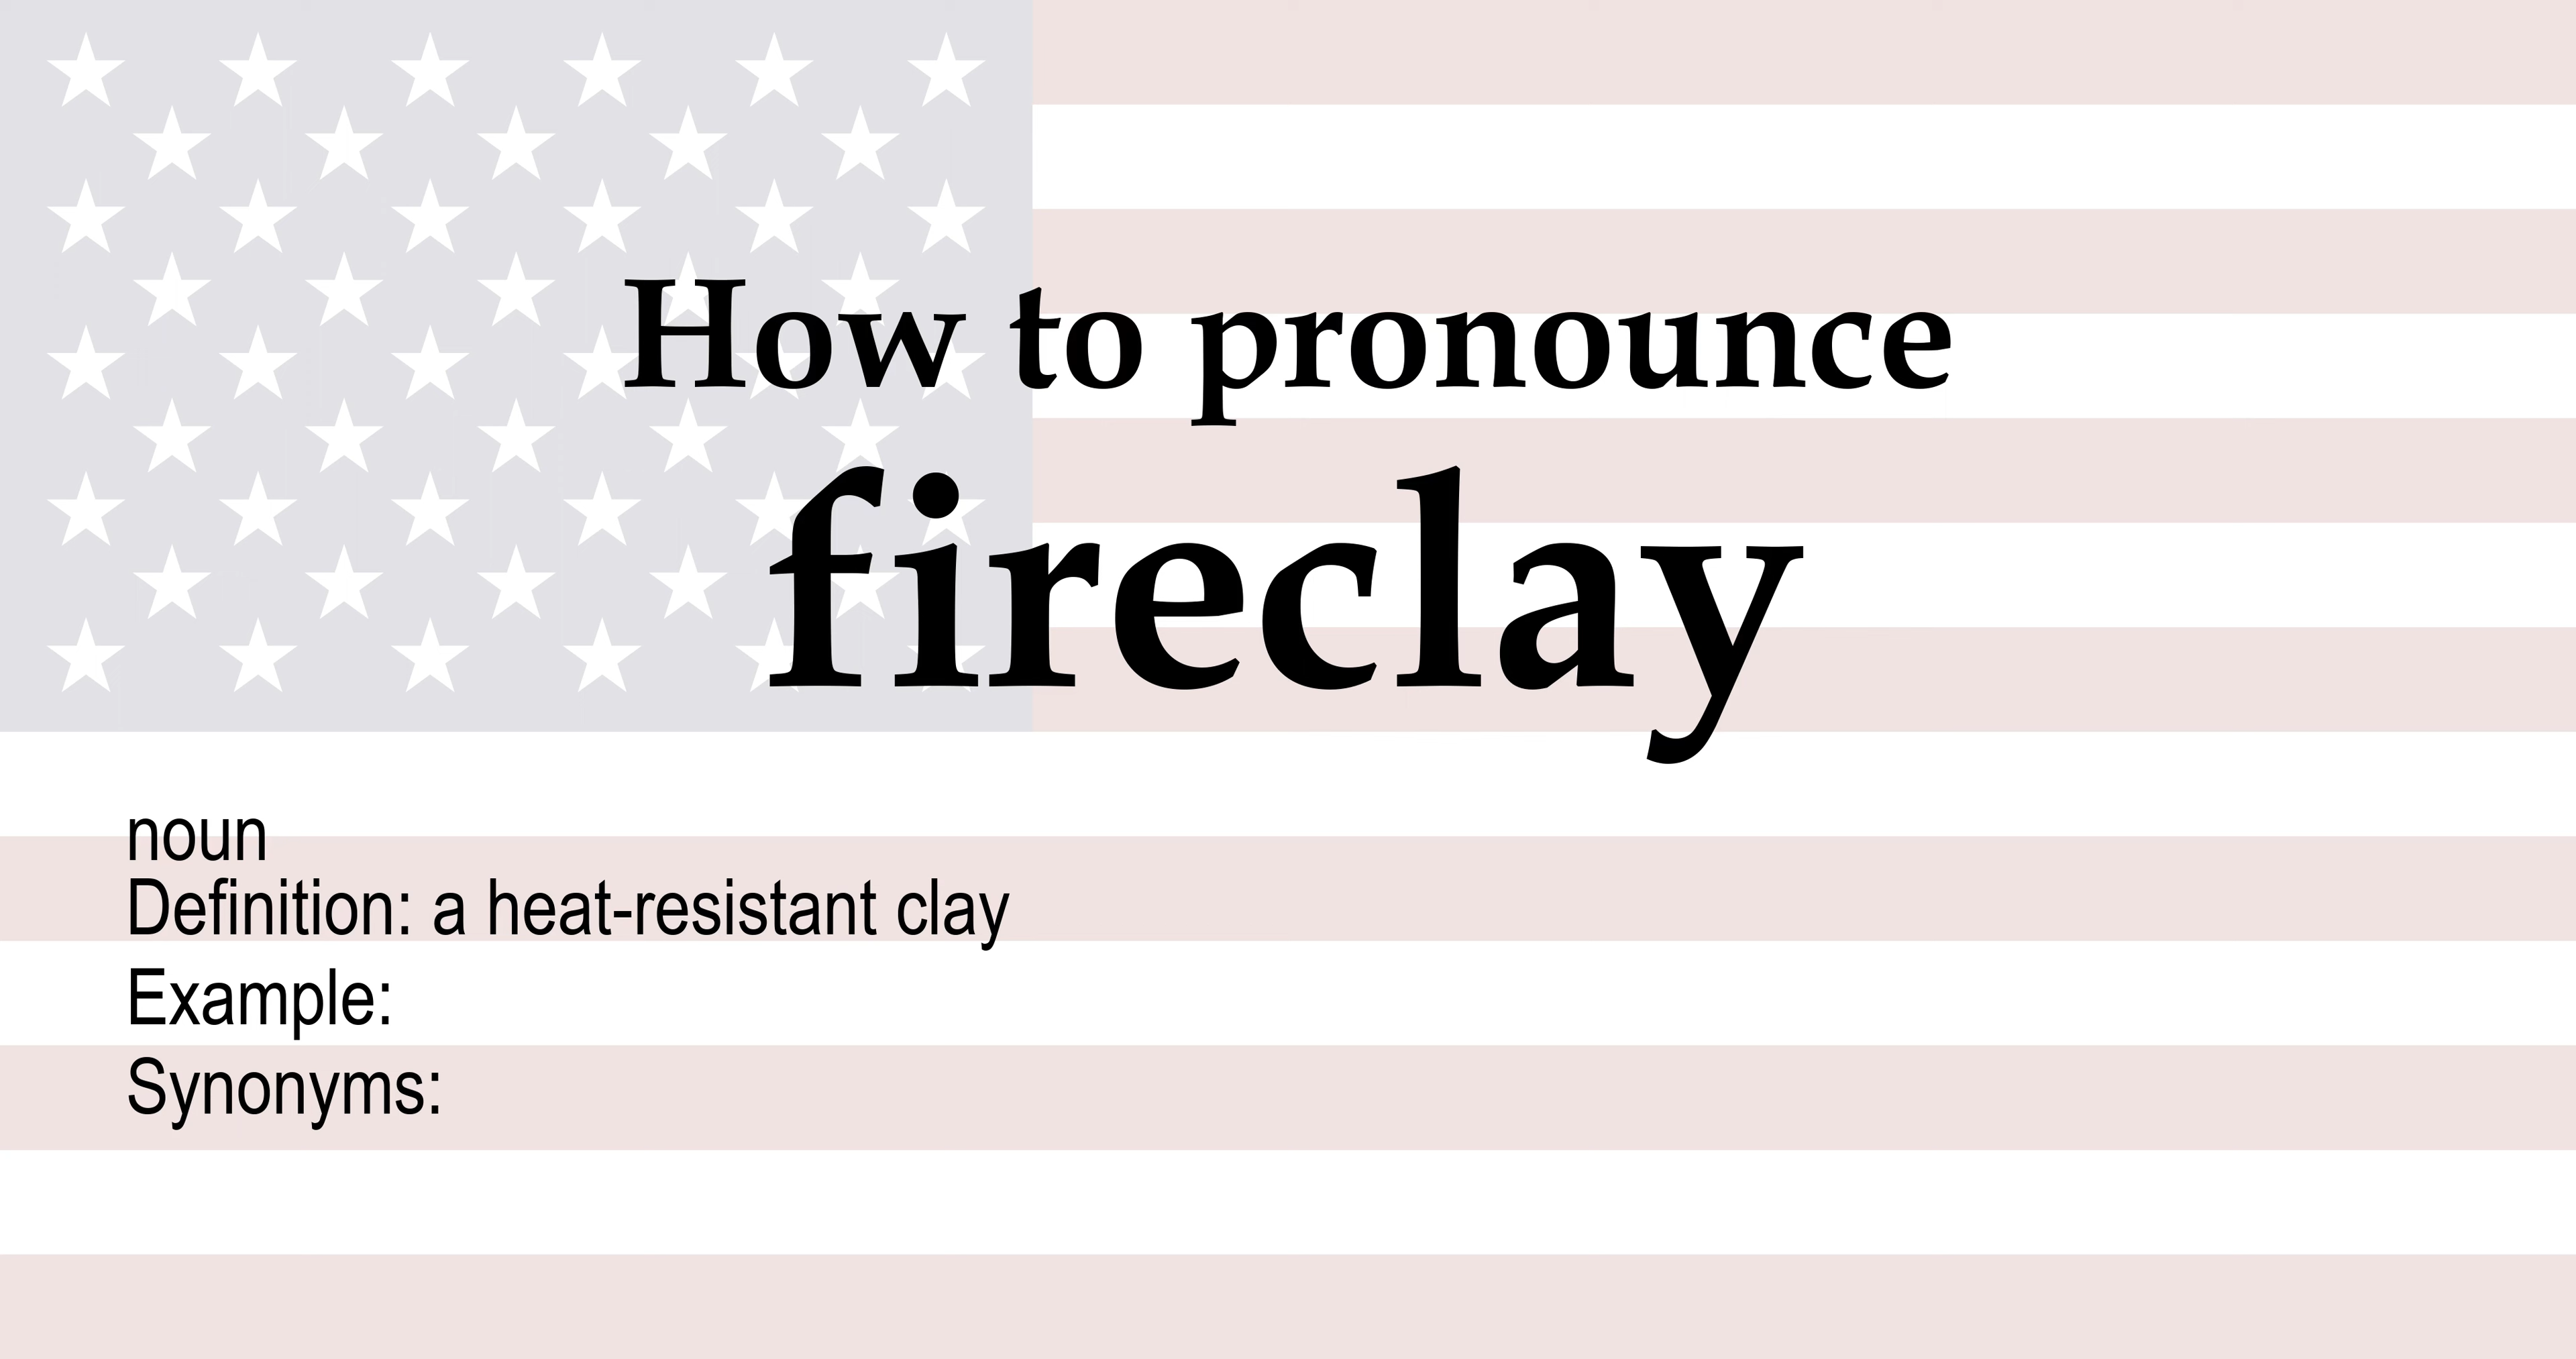 How to pronounce
fireclay
noun
Definition: a heat-resistant clay
Example:
Synonyms: